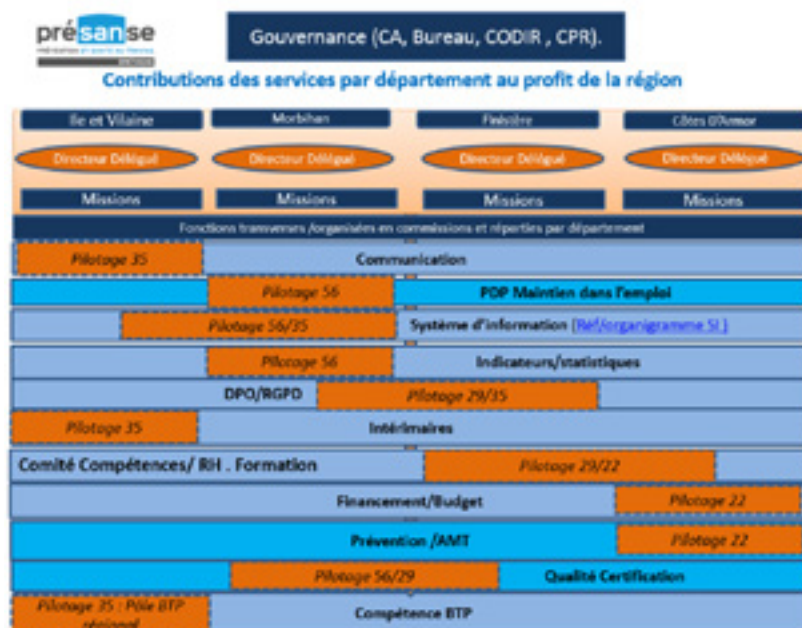 présanse
Gouvernance (CA, Bureau, CODIR , CPR).
Contributions des services par département au profit de la région
Ile et Vilaine
Morbihan
Finistère
Côtes D'Armor
Directeur Délégué
Directeur Délégué
Directeur Délégué
Directeur Délégué
Missions
Missions
Missions
Missions
Fonctions transverses /organisées en commissions et réparties par département
Pilotage 35
Communication
Pilotage 56
PDP Maintien dans l'emploi
Pilotage 56/35
Système d'information [Réf/organigramme SI ]
Pilotage 56
Indicateurs/statistiques
DPO/RGPD
Pilotage 29/35
Pilotage 35
Intérimaires
Comité Compétences/ RH . Formation
Pilotage 29/22
Financement/Budget
Pilotage 22
Prévention /AMT
Pilotage 22
Pilotage 56/29
Qualité Certification
Pilotage 35 : Pôle BTP
régional
Compétence BTP